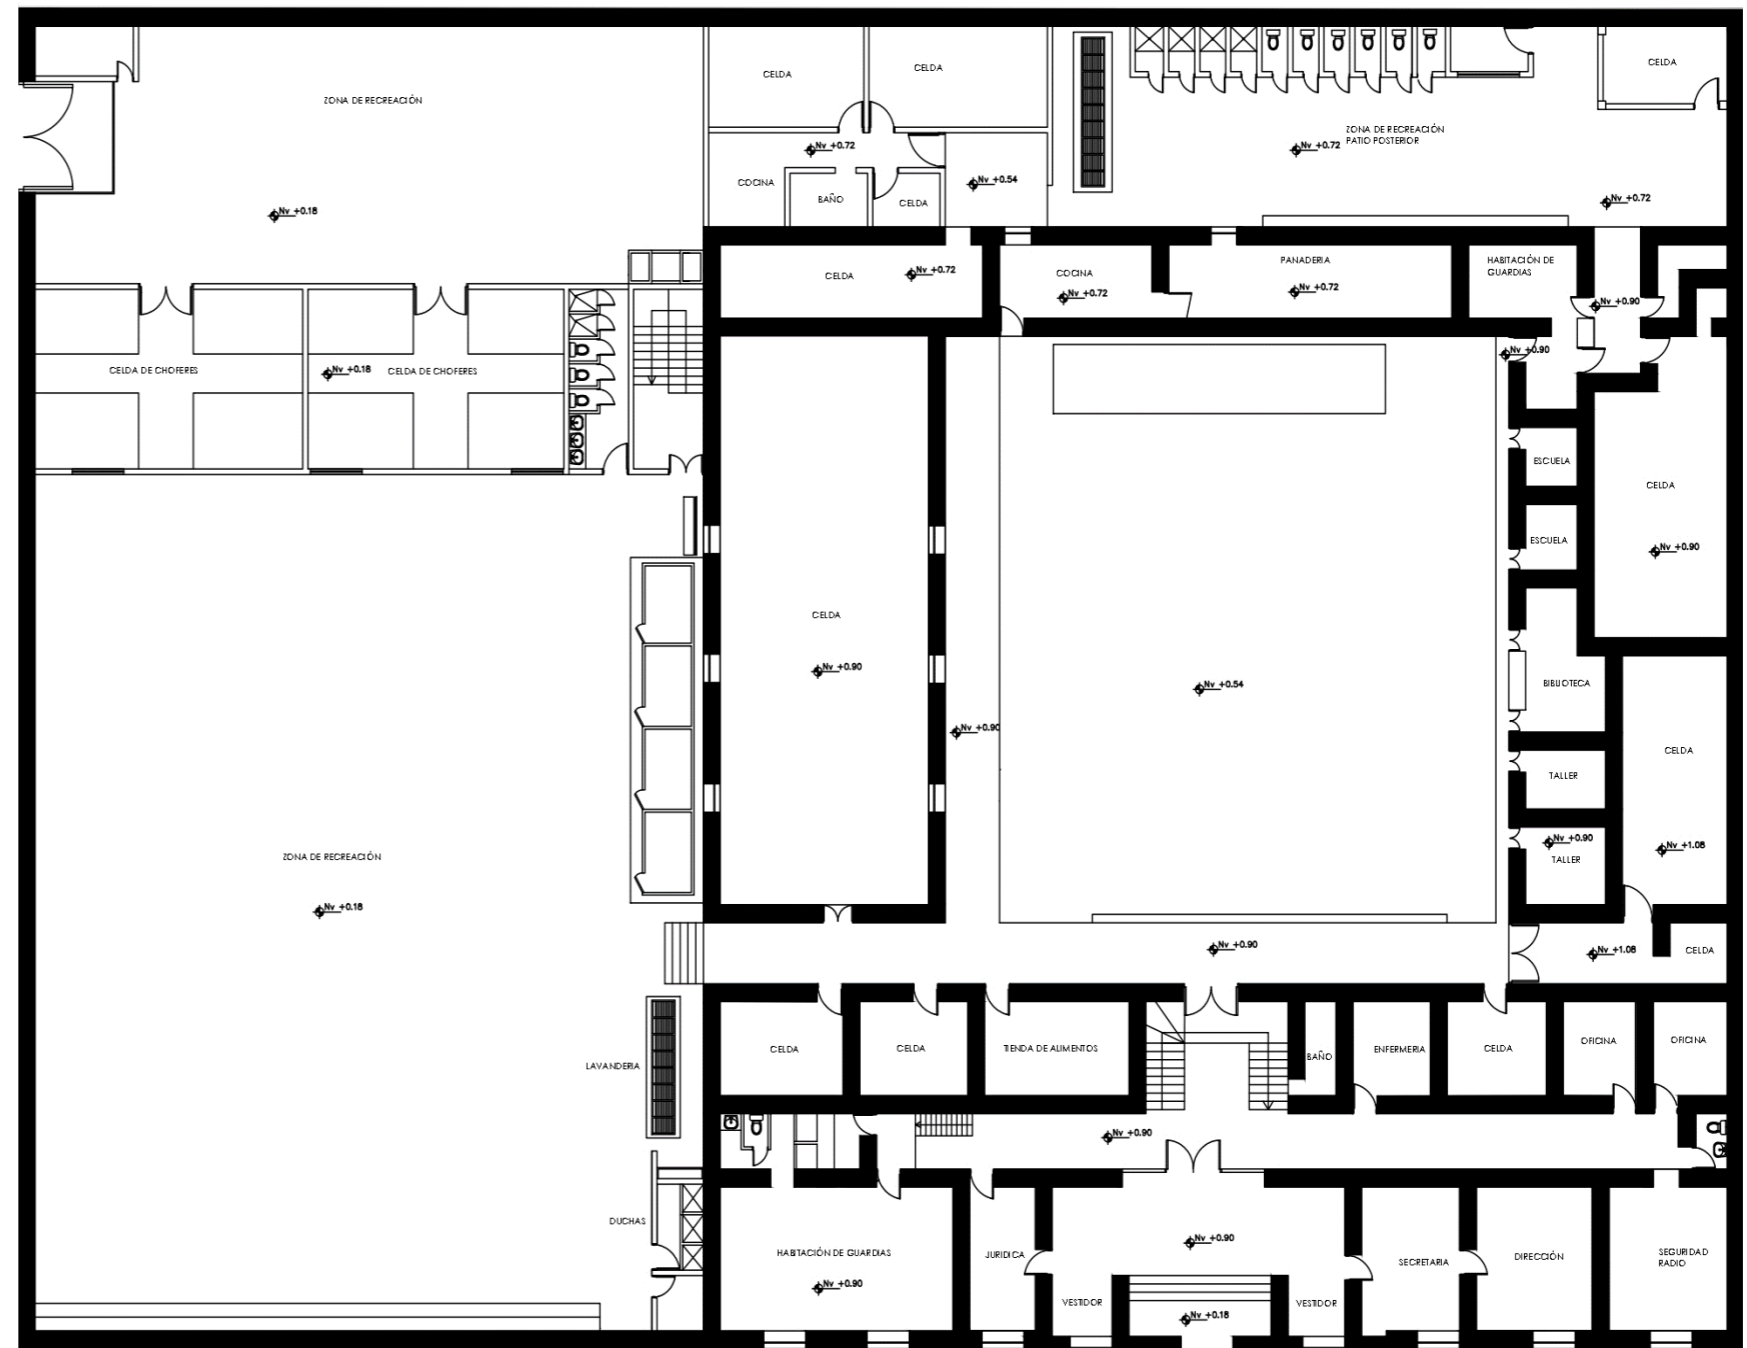 CELDA
CELDA
CELDA
ZONA DE RECREACIÓN
ZONA DE RECREACIÓN
PATIO POSTERIOR
Nv +0.72
Nv +0.72
COCINA
Nv +0.54
BAÑO
CELDA
Nv +0.72
Nv +0.18
CELDA
Nv +0.72
COCINA
Nv +0.72
PANADERIA
Nv +0.72
HABITACIÓN DE
GUARDIAS
Nv +0.90
Nv +0.90
CELDA DE CHOFERES
Nv +0.18
CELDA DE CHOFERES
ESCUELA
CELDA
ESCUELA
Nv +0.90
CELDA
Nv +0.90
Nv +0.54
BIBLIOTECA
Nv +0.90
CELDA
TALLER
Nv +0.90
TALLER
Nv +1.08
ZONA DE RECREACIÓN
Nv +0.18
Nv +0.90
Nv +1.08
CELDA
CELDA
CELDA
TIENDA DE ALIMENTOS
BAÑO
ENFERMERIA
CELDA
OFICINA
OFICINA
LAVANDERIA
Nv +0.90
DUCHAS
HABITACIÓN DE GUARDIAS
Nv +0.90
JURIDICA
Nv +0.90
SECRETARIA
DIRECCIÓN
SEGURIDAD
RADIO
VESTIDOR
Nv +0.18
VESTIDOR